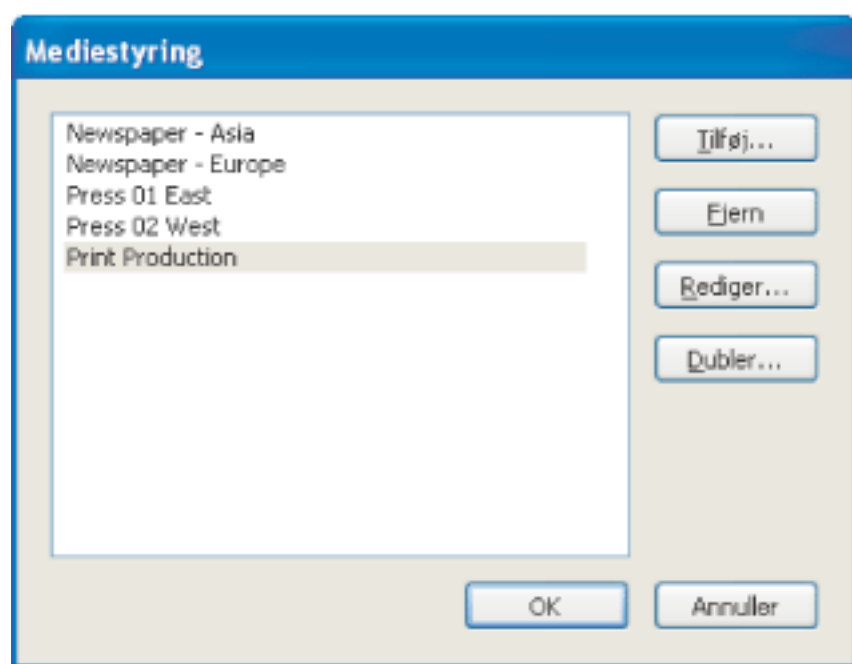 Mediestyring
Newspaper - Asia
Newspaper - Europe
Press 01 East
Press 02 West
Print Production
Tilføj...
Fjern
Rediger...
Dubler...
OK
Annuller